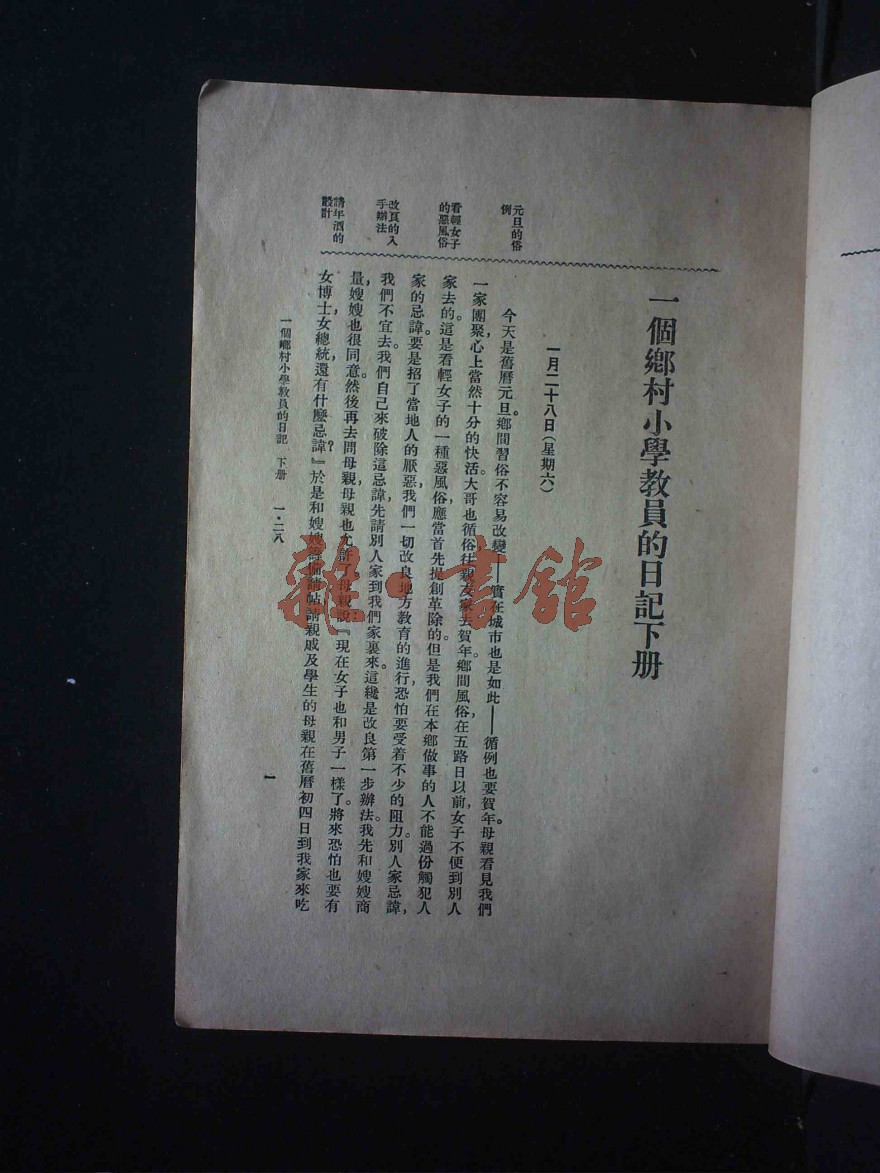 一個鄉村小學教員的日記下册
一月二十八日(星期六)
元旦的俗
例
看輕女子
的惡風俗
改良的入
手辦法
請年酒的
設計
今天是舊曆元旦。鄉間習俗不容易改變——實在城市也是如此——循例也要賀年。母親看見我們
一家團聚,心上當然十分的快活。大哥也循俗往親友家去賀年。鄉間風俗,在五路日以前,女子不便到別人
家去的。這是看輕女子的一種惡風俗,應當首先提創革除的。但是我們在本鄉做事的人,不能過份觸犯人
家的忌諱。要是招了當地人的厭惡,我們一切改良地方教育的進行,恐怕要受着不少的阻力。別人家忌諱,
我們不宜去。我們自己來破除這忌諱,先請別人家到我們家裏來。這纔是改良第一步辦法。我先和嫂嫂商
量,嫂嫂也很同意。然後再去問母親,母親也允許了。母親說:『現在女子也和男子一樣了。將來恐怕也要有
女博士,女總統,還有什麼忌諱?』於是和嫂嫂請帖請親戚及學生的母親在舊曆初四日到我家來吃
一個鄉村小學教員的日記 下册 一·二八
一
雜·書館